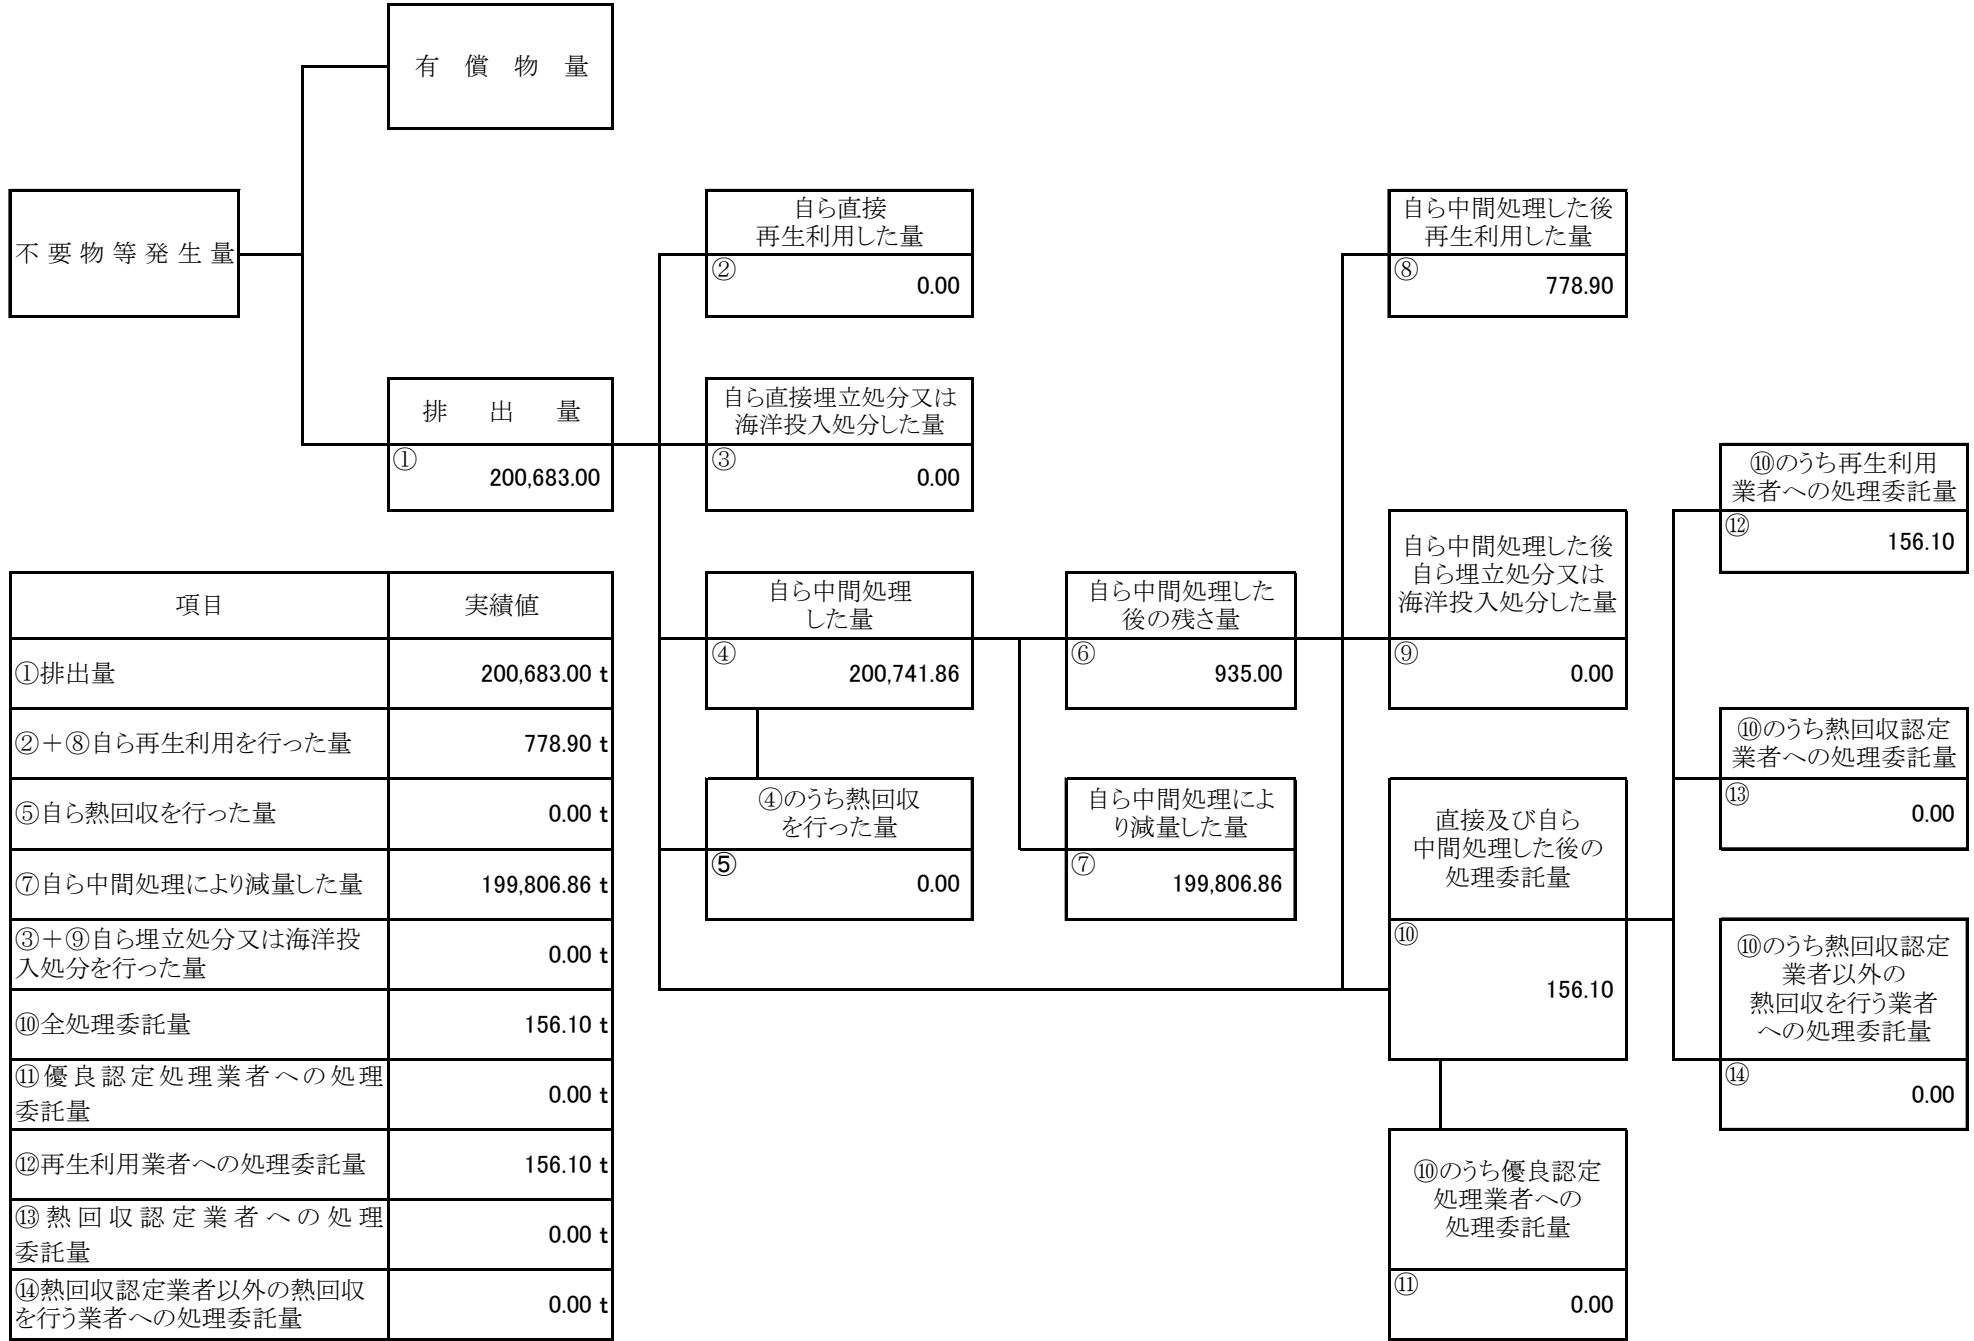 有 償 物 量
不要物等発生量
自ら直接
再生利用した量
②
0.00
自ら中間処理した後
再生利用した量
⑧
778.90
排 出 量
①
200,683.00
自ら直接埋立処分又は
海洋投入処分した量
③
0.00
⑩のうち再生利用
業者への処理委託量
⑫
156.10
自ら中間処理
した量
④
200,741.86
自ら中間処理した
後の残さ量
⑥
935.00
自ら中間処理した後
自ら埋立処分又は
海洋投入処分した量
⑨
0.00
⑩のうち熱回収認定
業者への処理委託量
⑬
0.00
④のうち熱回収
を行った量
⑤
0.00
自ら中間処理によ
り減量した量
⑦
199,806.86
直接及び自ら
中間処理した後の
処理委託量
⑩
156.10
⑩のうち熱回収認定
業者以外の
熱回収を行う業者
への処理委託量
⑭
0.00
⑩のうち優良認定
処理業者への
処理委託量
⑪
0.00
項目 実績値
①排出量 200,683.00 t
②＋⑧自ら再生利用を行った量 778.90 t
⑤自ら熱回収を行った量 0.00 t
⑦自ら中間処理により減量した量 199,806.86 t
③＋⑨自ら埋立処分又は海洋投
入処分を行った量 0.00 t
⑩全処理委託量 156.10 t
⑪優良認定処理業者への処理
委託量 0.00 t
⑫再生利用業者への処理委託量 156.10 t
⑬熱回収認定業者への処理
委託量 0.00 t
⑭熱回収認定業者以外の熱回収
を行う業者への処理委託量 0.00 t